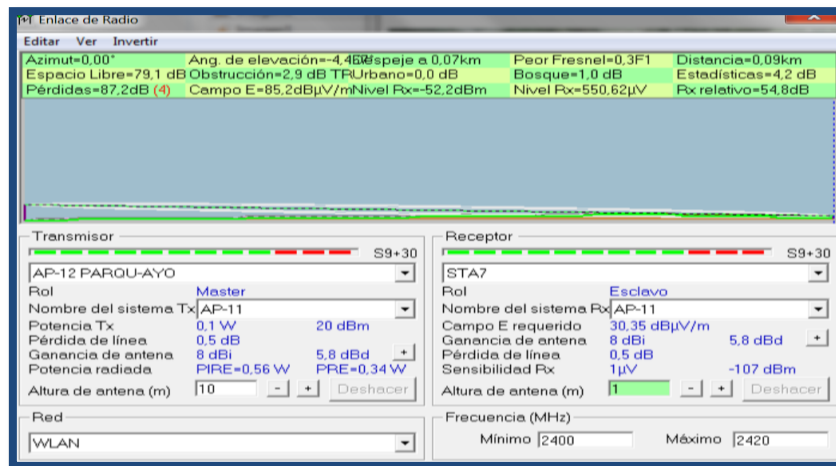 Enlace de Radio
Editar Ver Invertir
Azimut=0,00° Ang. de elevación=-4,4 Despeje a 0,07km Peor Fresnel=0,3F1 Distancia=0,09km
Espacio Libre=79,1 dB Obstrucción=2,9 dB TR Urbano=0,0 dB Bosque=1,0 dB Estadísticas=4,2 dB
Pérdidas=87,2dB (4) Campo E=85,2dBµV/m Nivel Rx=-52,2dBm Nivel Rx=550,62µV Rx relativo=54,8dB
Transmisor
S9+30
AP-12 PARQU-AYO
Rol Master
Nombre del sistema Tx AP-11
Potencia Tx 0,1 W 20 dBm
Pérdida de línea 0,5 dB
Ganancia de antena 8 dBi 5,8 dBd +
Potencia radiada PIRE=0,56 W PRE=0,34 W
Altura de antena (m) 10 - + Deshacer
Red
WLAN
Receptor
S9+30
STA7
Rol Esclavo
Nombre del sistema Rx AP-11
Campo E requerido 30,35 dBµV/m
Ganancia de antena 8 dBi 5,8 dBd +
Pérdida de línea 0,5 dB
Sensibilidad Rx 1µV -107 dBm
Altura de antena (m) 1 - + Deshacer
Frecuencia (MHz)
Mínimo 2400 Máximo 2420